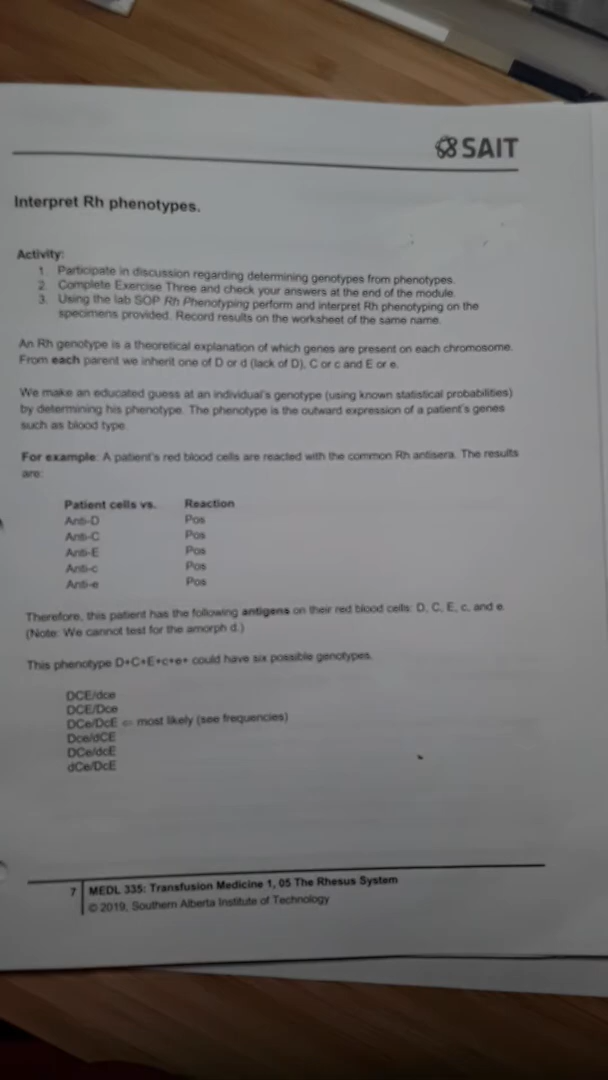 SAIT
Interpret Rh phenotypes.
Activity:
1. Participate in discussion regarding determining genotypes from phenotypes.
2. Complete Exercise Three and check your answers at the end of the module.
3. Using the lab SOP Rh Phenotyping perform and interpret Rh phenotyping on the
specimens provided. Record results on the worksheet of the same name.
An Rh genotype is a theoretical explanation of which genes are present on each chromosome.
From each parent we inherit one of D or d (lack of D), C or c and E or e.
We make an educated guess at an individual's genotype (using known statistical probabilities)
by determining his phenotype. The phenotype is the outward expression of a patient's genes
such as blood type.
For example: A patient's red blood cells are reacted with the common Rh antisera. The results
are:
Patient cells vs. Reaction
Anti-D Pos
Anti-C Pos
Anti-E Pos
Anti-c Pos
Anti-e Pos
Therefore, this patient has the following antigens on their red blood cells: D, C, E, c, and e.
(Note: We cannot test for the amorph d.)
This phenotype D+C+E+c+e+ could have six possible genotypes.
DCE/dce
DCE/Dce
DCe/DcE ⇐ most likely (see frequencies)
Dce/dCE
DCe/dcE
dCe/DcE
7 MEDL 335: Transfusion Medicine 1, 05 The Rhesus System
© 2019, Southern Alberta Institute of Technology